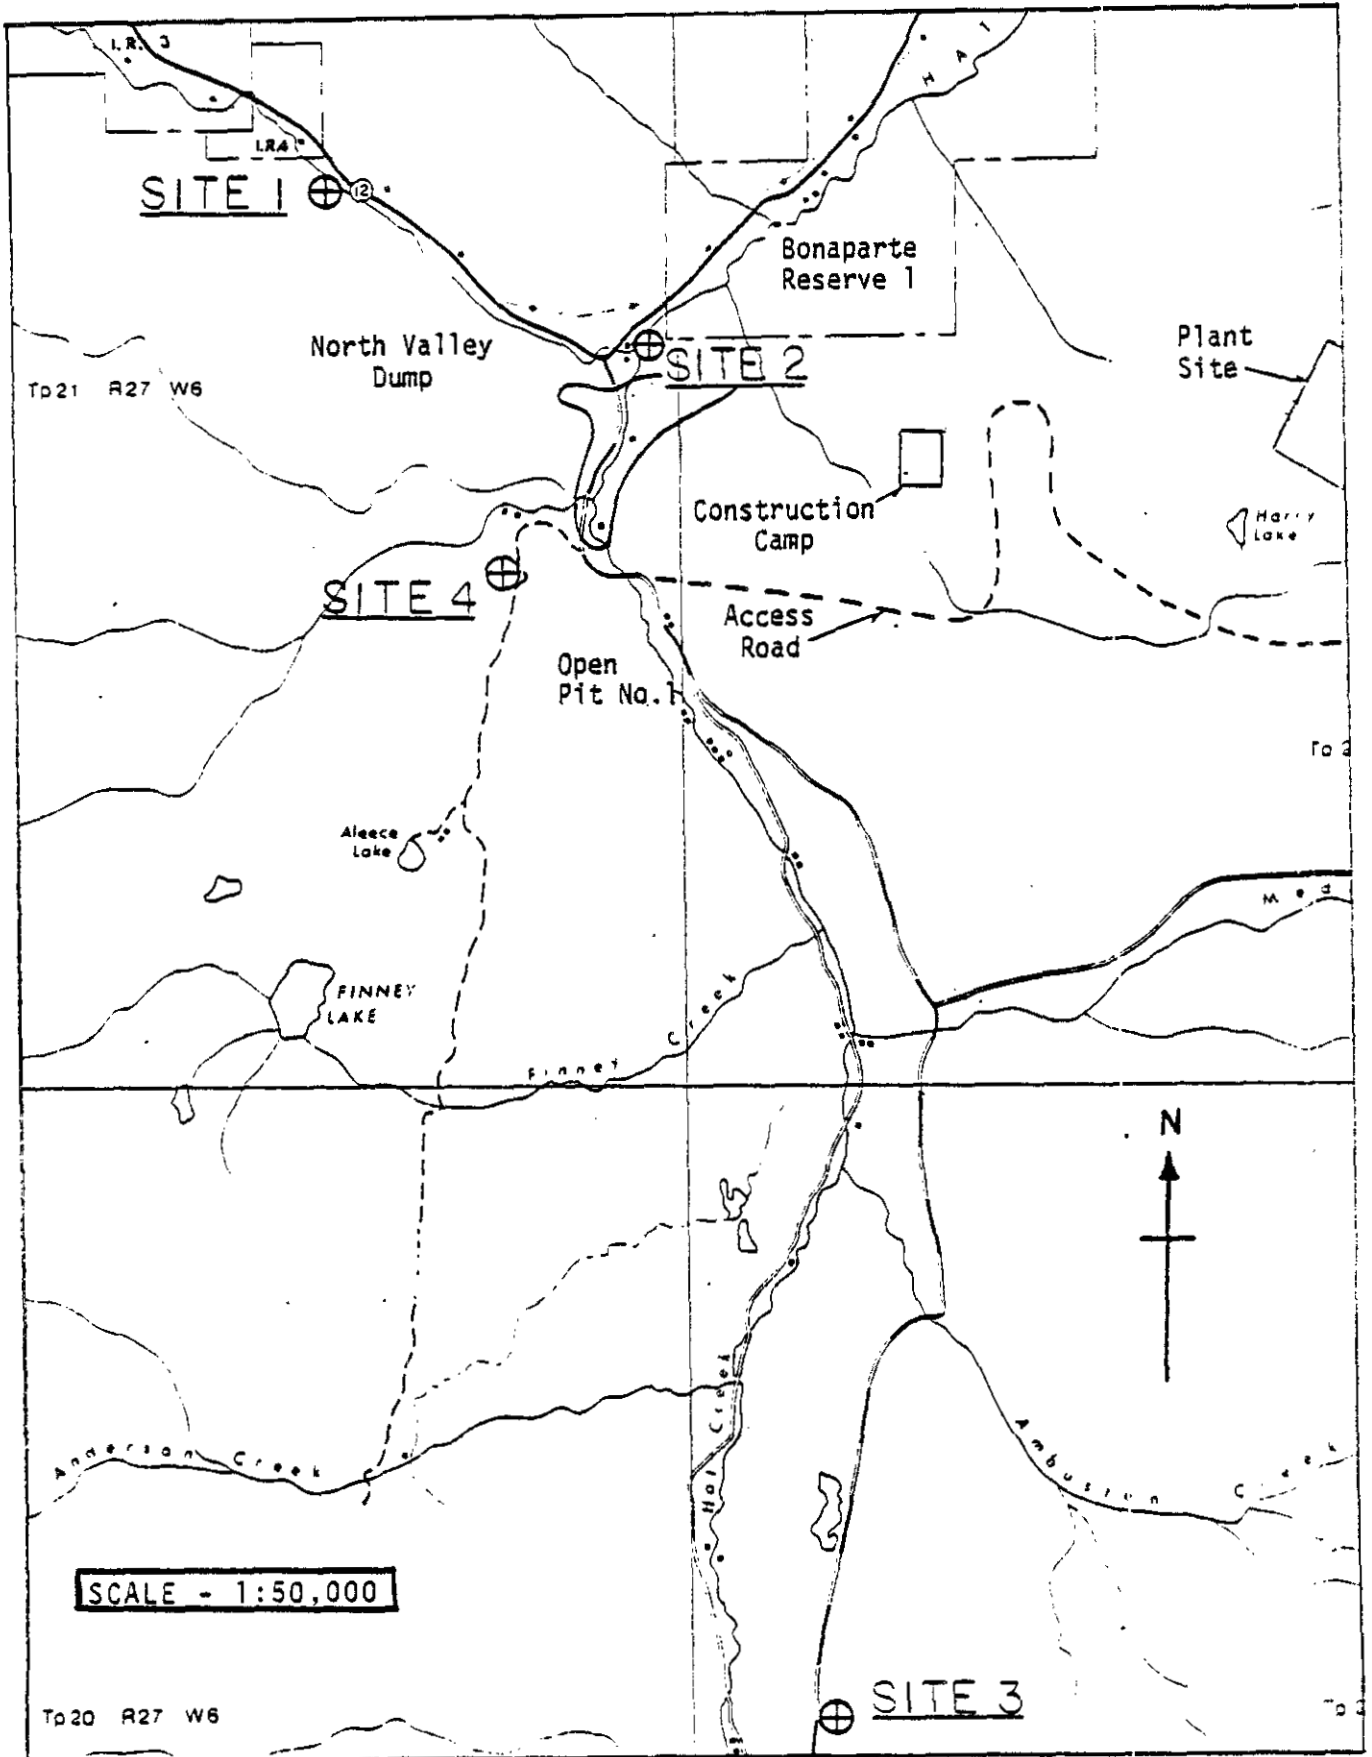 I.R. 3
H A T
I.R.4
SITE 1
12
Bonaparte
Reserve 1
North Valley
Dump
SITE 2
Plant
Site
Tp21 R27 W6
Construction
Camp
Harry
Lake
SITE 4
Access
Road
Open
Pit No.1
Aleece
Lake
Med
FINNEY
LAKE
Finney Creek
N
Hat Creek
Anderson Creek
Ambusten Creek
SCALE - 1:50,000
SITE 3
Tp20 R27 W6